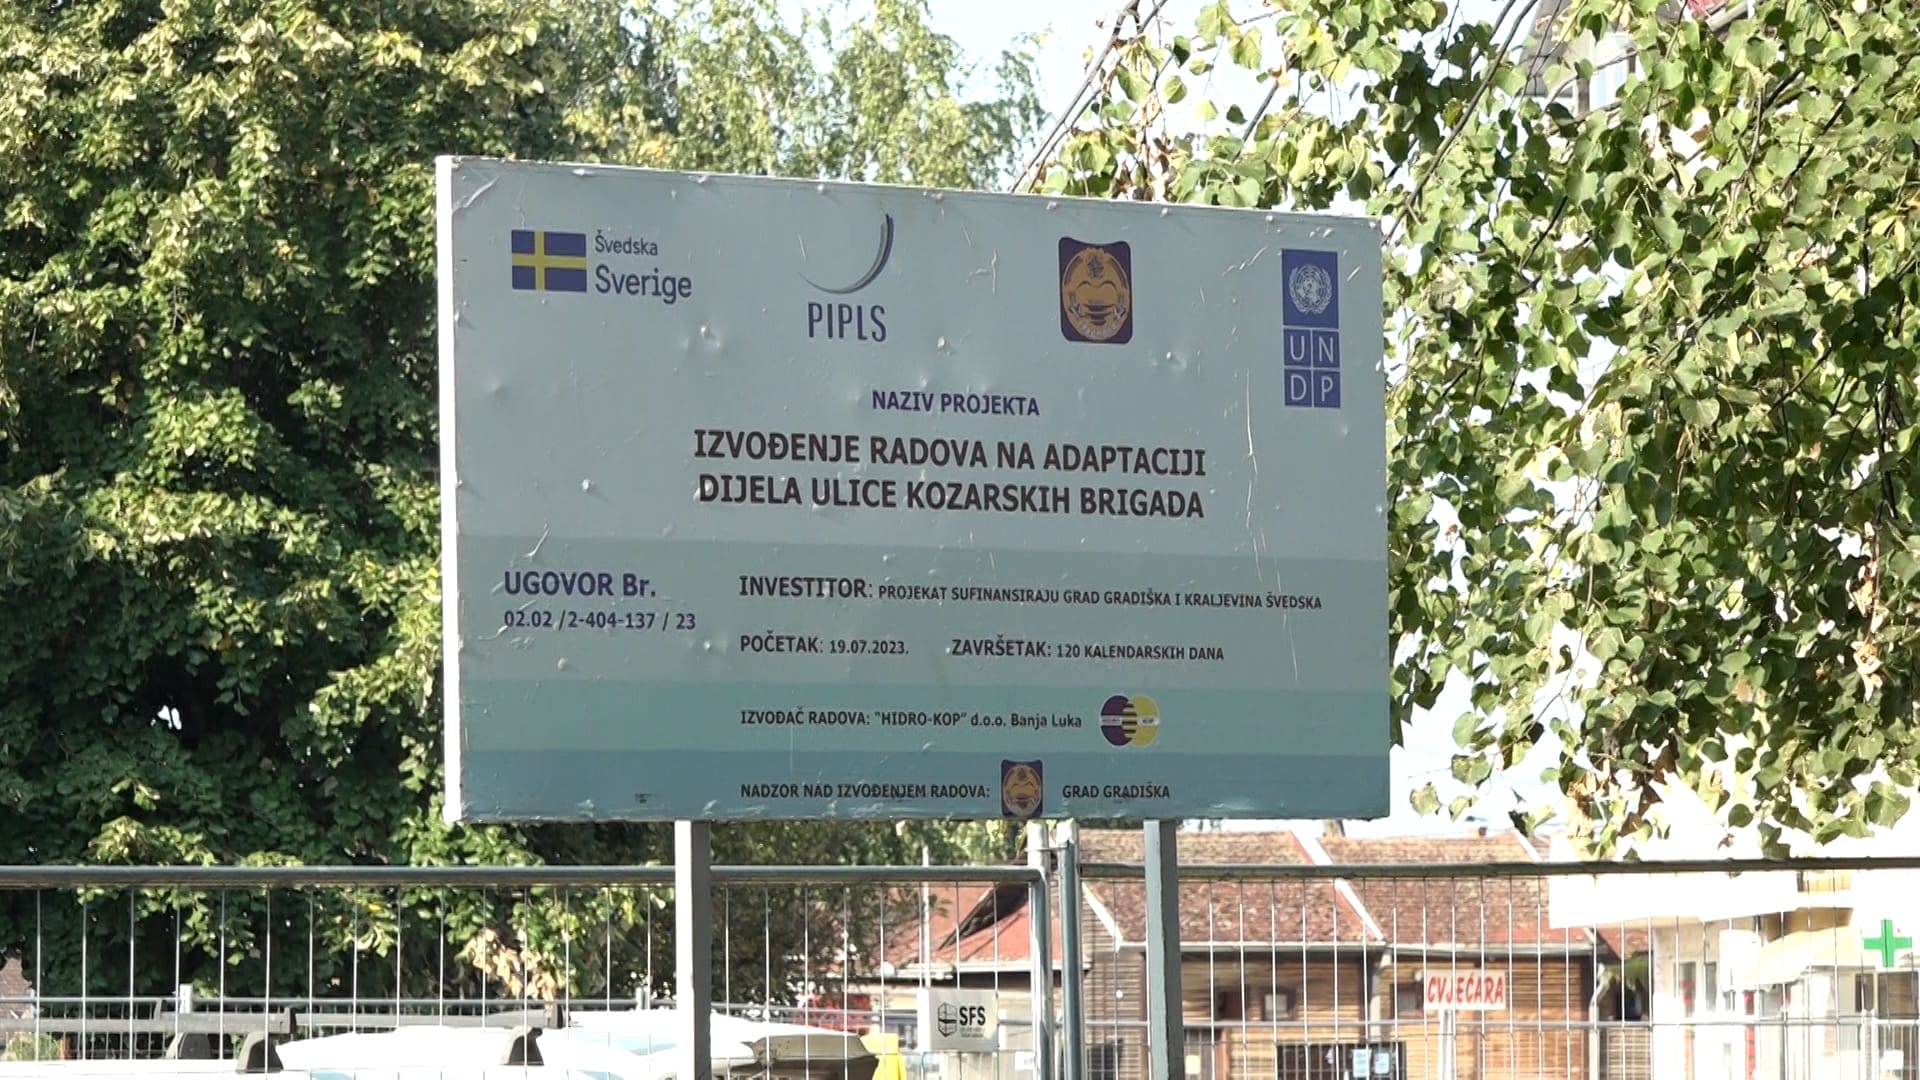 Švedska
Sverige
PIPLS
UN
DP
NAZIV PROJEKTA
IZVOĐENJE RADOVA NA ADAPTACIJI
DIJELA ULICE KOZARSKIH BRIGADA
UGOVOR Br.
02.02 /2-404-137 / 23
INVESTITOR: PROJEKAT SUFINANSIRAJU GRAD GRADIŠKA I KRALJEVINA ŠVEDSKA
POČETAK: 19.07.2023. ZAVRŠETAK: 120 KALENDARSKIH DANA
IZVOĐAČ RADOVA: "HIDRO-KOP" d.o.o. Banja Luka
NADZOR NAD IZVOĐENJEM RADOVA: GRAD GRADIŠKA
CVJEĆARA
SFS